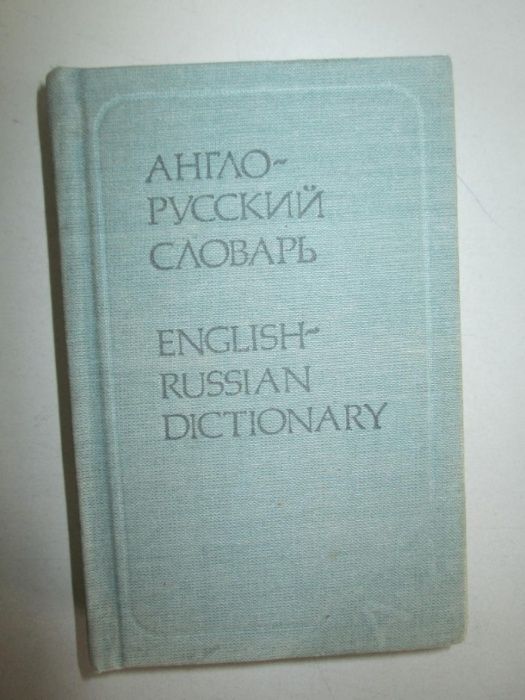 АНГЛО-
РУССКИЙ
СЛОВАРЬ
ENGLISH-
RUSSIAN
DICTIONARY